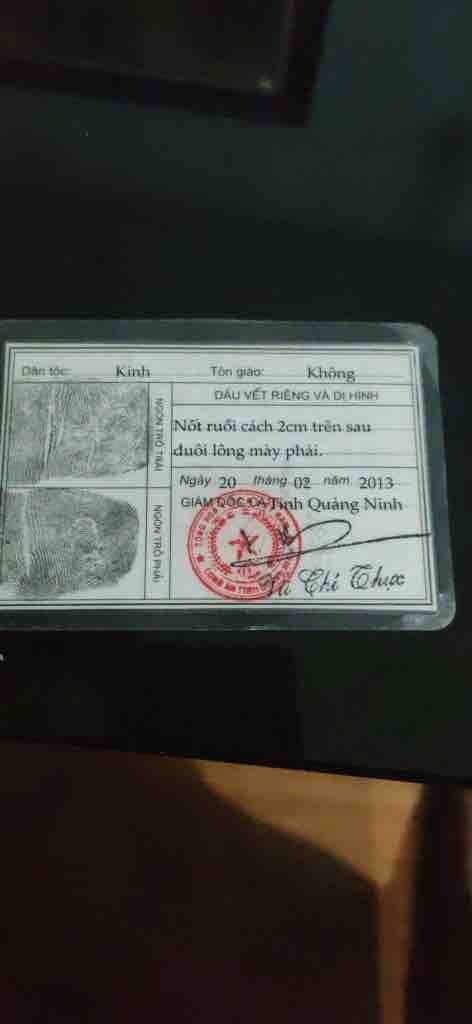 Dân tộc: Kinh Tôn giáo: Không
DẤU VẾT RIÊNG VÀ DỊ HÌNH
NGÓN TRỎ TRÁI
Nốt ruồi cách 2cm trên sau
đuôi lông mày phải.
Ngày 20 tháng 02 năm 2013
GIÁM ĐỐC CA Tỉnh Quảng Ninh
NGÓN TRỎ PHẢI
Chí Thực